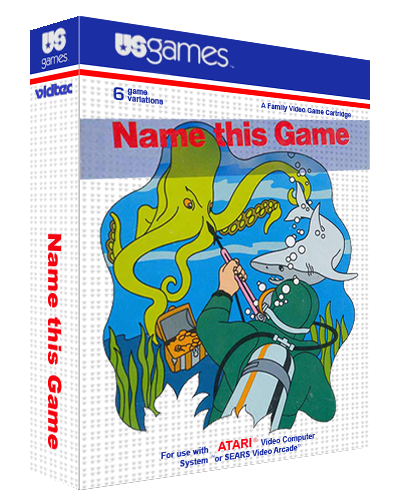 US games
vidtec
Name this Game
USgames™
6 game
variations
A Family Video Game Cartridge
Name this Game
For use with ATARI® Video Computer
System™ or SEARS Video Arcade™